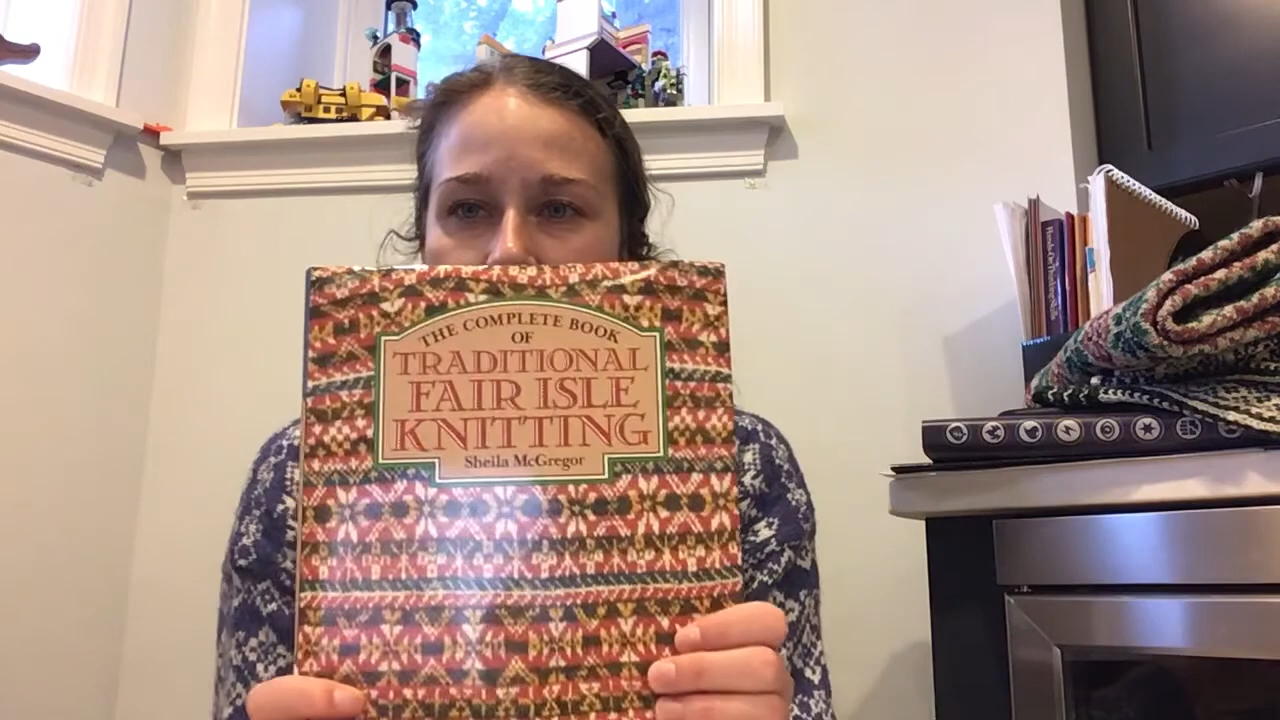 THE COMPLETE BOOK
OF
TRADITIONAL
FAIR ISLE
KNITTING
Sheila McGregor